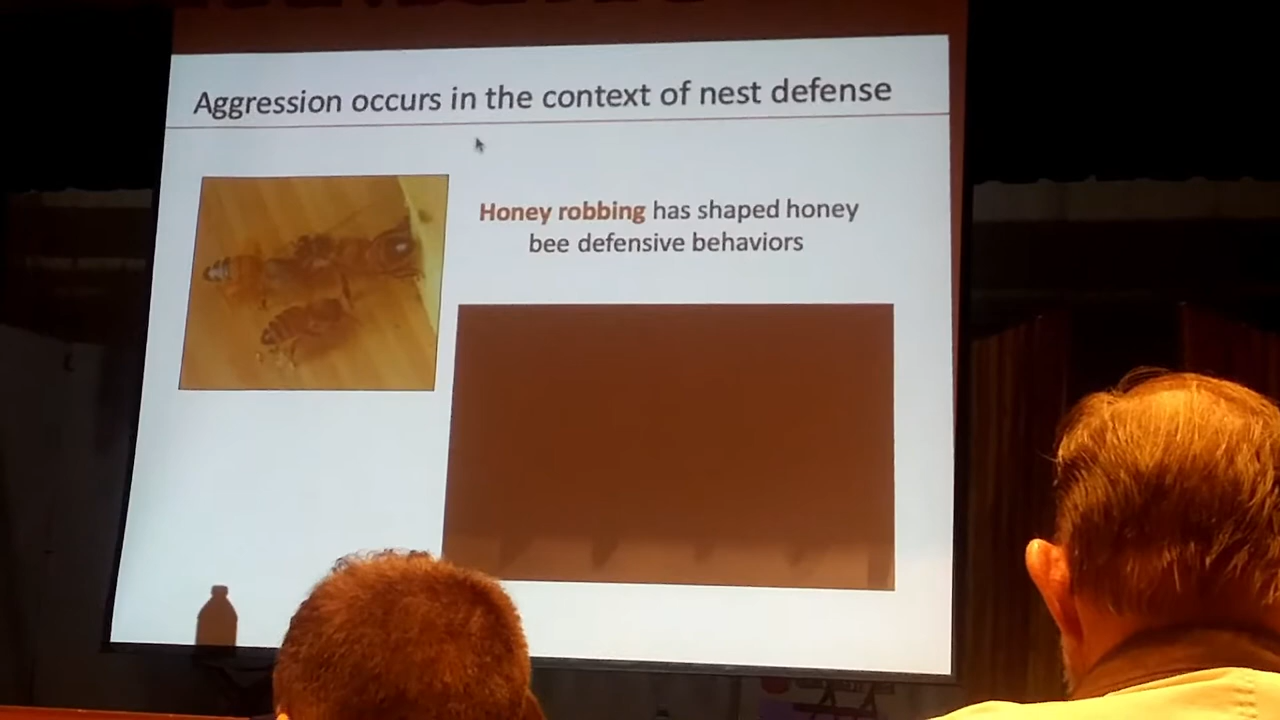 Aggression occurs in the context of nest defense
Honey robbing has shaped honey
bee defensive behaviors